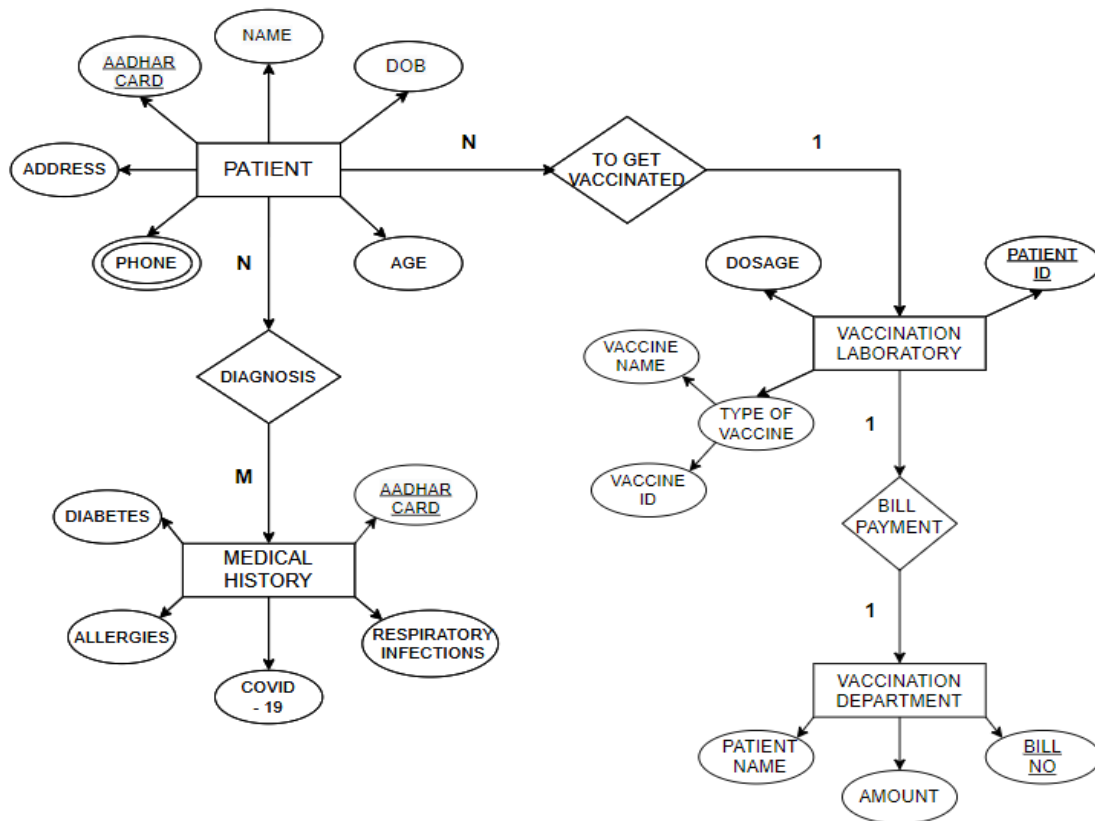 NAME
AADHAR
CARD
DOB
N
1
ADDRESS
PATIENT
TO GET
VACCINATED
PHONE
N
AGE
DOSAGE
PATIENT
ID
VACCINATION
LABORATORY
VACCINE
NAME
DIAGNOSIS
TYPE OF
VACCINE
1
M
AADHAR
CARD
VACCINE
ID
DIABETES
BILL
PAYMENT
MEDICAL
HISTORY
ALLERGIES
RESPIRATORY
INFECTIONS
1
COVID
- 19
VACCINATION
DEPARTMENT
PATIENT
NAME
BILL
NO
AMOUNT